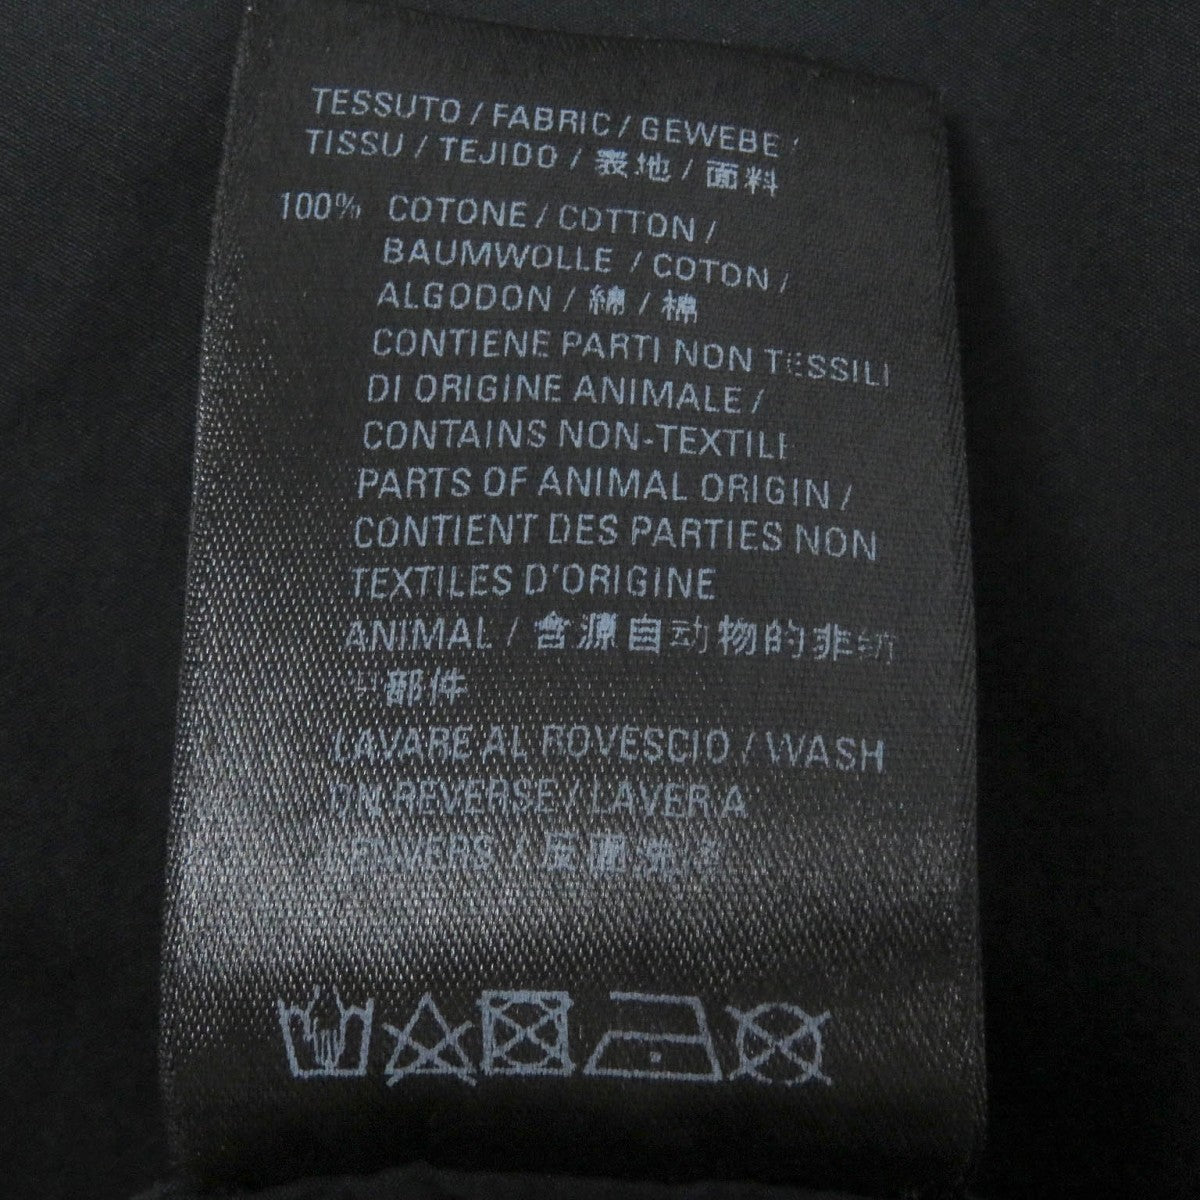 TESSUTO / FABRIC / GEWEBE /
TISSU / TEJIDO / 表地 / 面料
100% COTONE / COTTON /
BAUMWOLLE / COTON /
ALGODON / 綿 / 棉
CONTIENE PARTI NON TESSILI
DI ORIGINE ANIMALE /
CONTAINS NON-TEXTILE
PARTS OF ANIMAL ORIGIN /
CONTIENT DES PARTIES NON
TEXTILES D'ORIGINE
ANIMAL / 含源自动物的非纺
部件
LAVARE AL ROVESCIO / WASH
ON REVERSE / LAVER A
L'ENVERS /